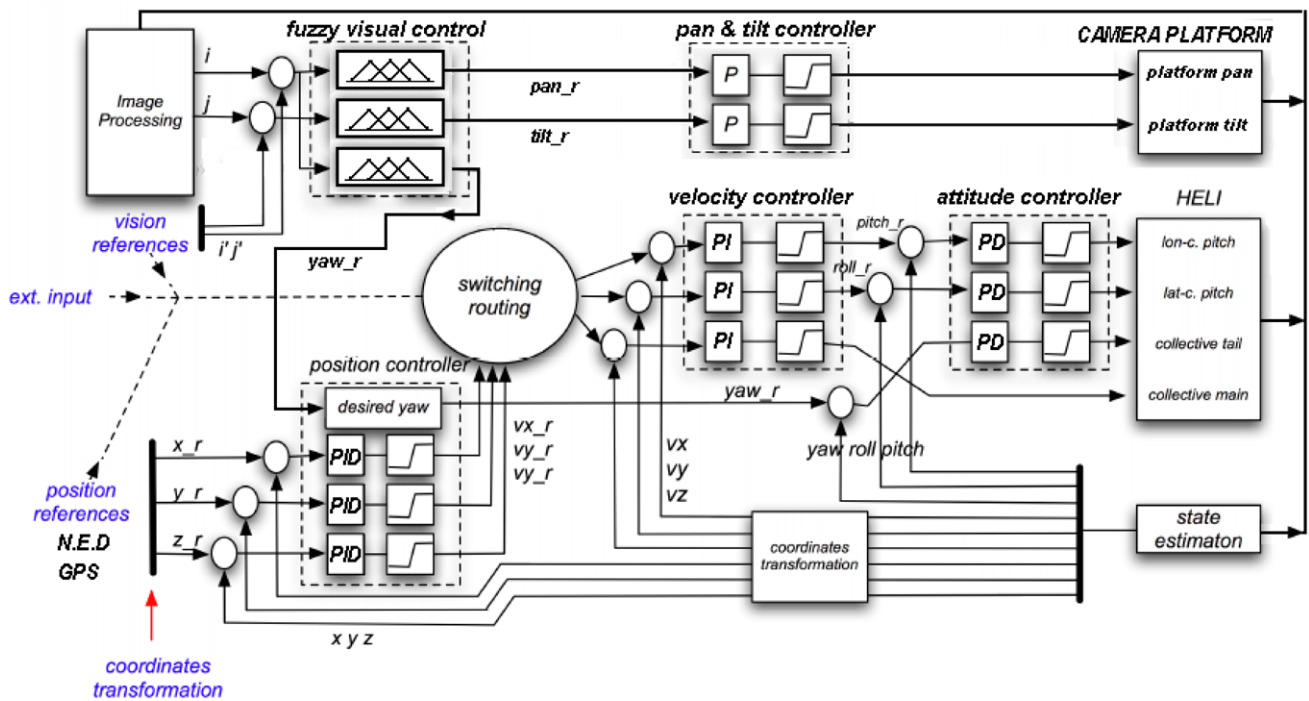 fuzzy visual control
pan & tilt controller
CAMERA PLATFORM
Image
Processing
i
j
pan_r
tilt_r
P
P
platform pan
platform tilt
vision
references
i' j'
yaw_r
ext. input
switching
routing
velocity controller
attitude controller
HELI
PI
PI
PI
pitch_r
roll_r
PD
PD
PD
lon-c. pitch
lat-c. pitch
collective tail
collective main
position controller
desired yaw
yaw_r
PID
PID
PID
vx_r
vy_r
vy_r
vx
vy
vz
yaw roll pitch
x_r
y_r
z_r
position
references
N.E.D
GPS
coordinates
transformation
state
estimaton
x y z
coordinates
transformation